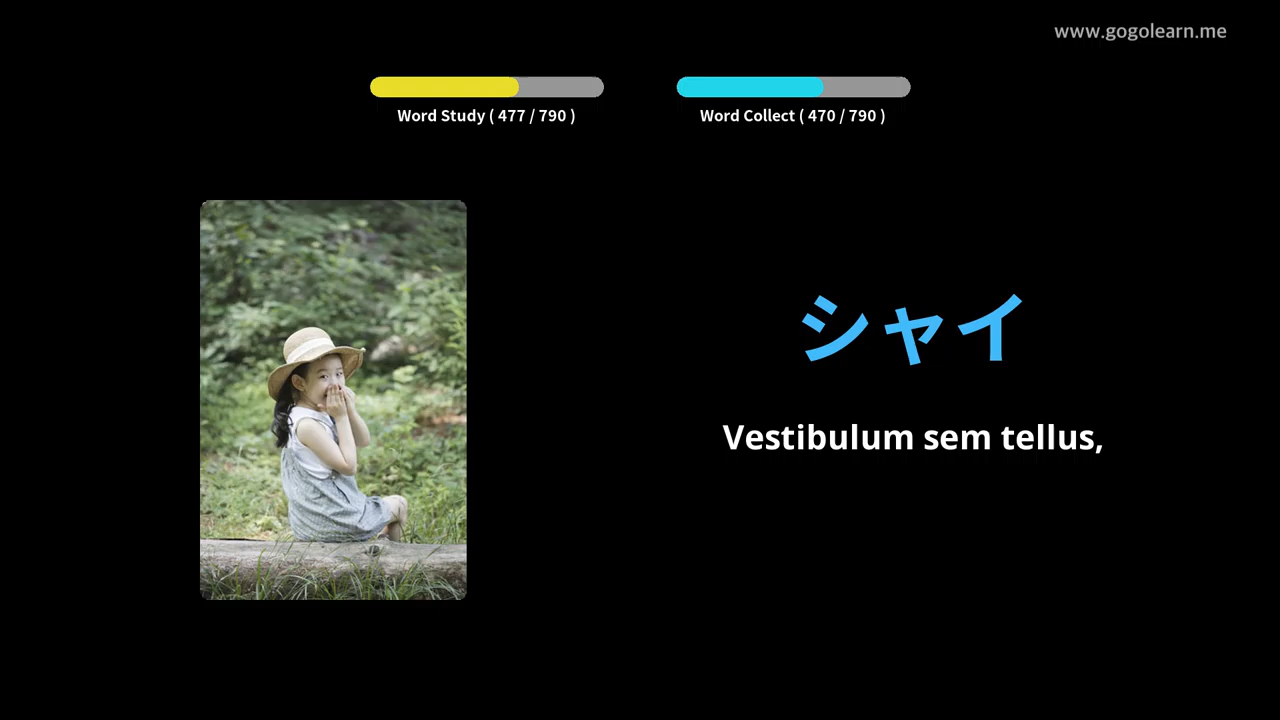 www.gogolearn.me
Word Study ( 477 / 790 )
Word Collect ( 470 / 790 )
シャイ
Vestibulum sem tellus,